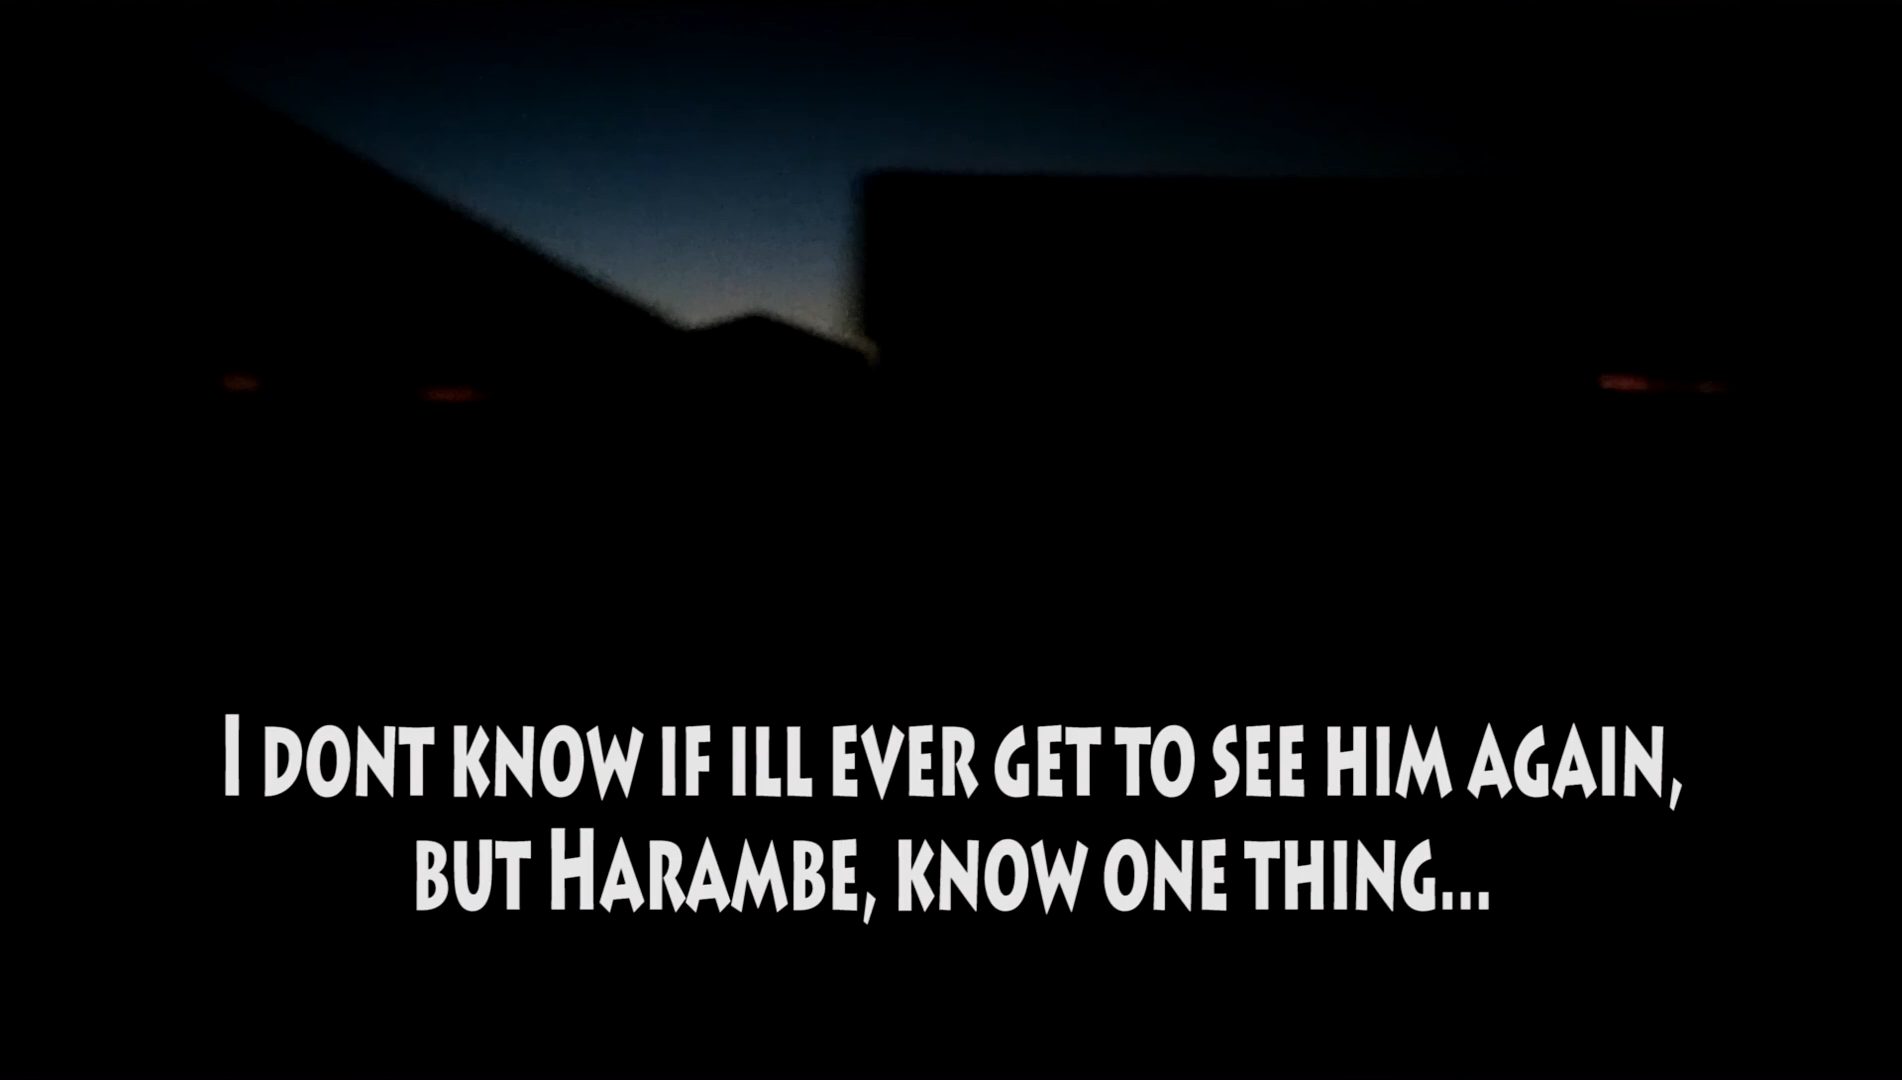 I dont know if ill ever get to see him again,
but Harambe, know one thing...